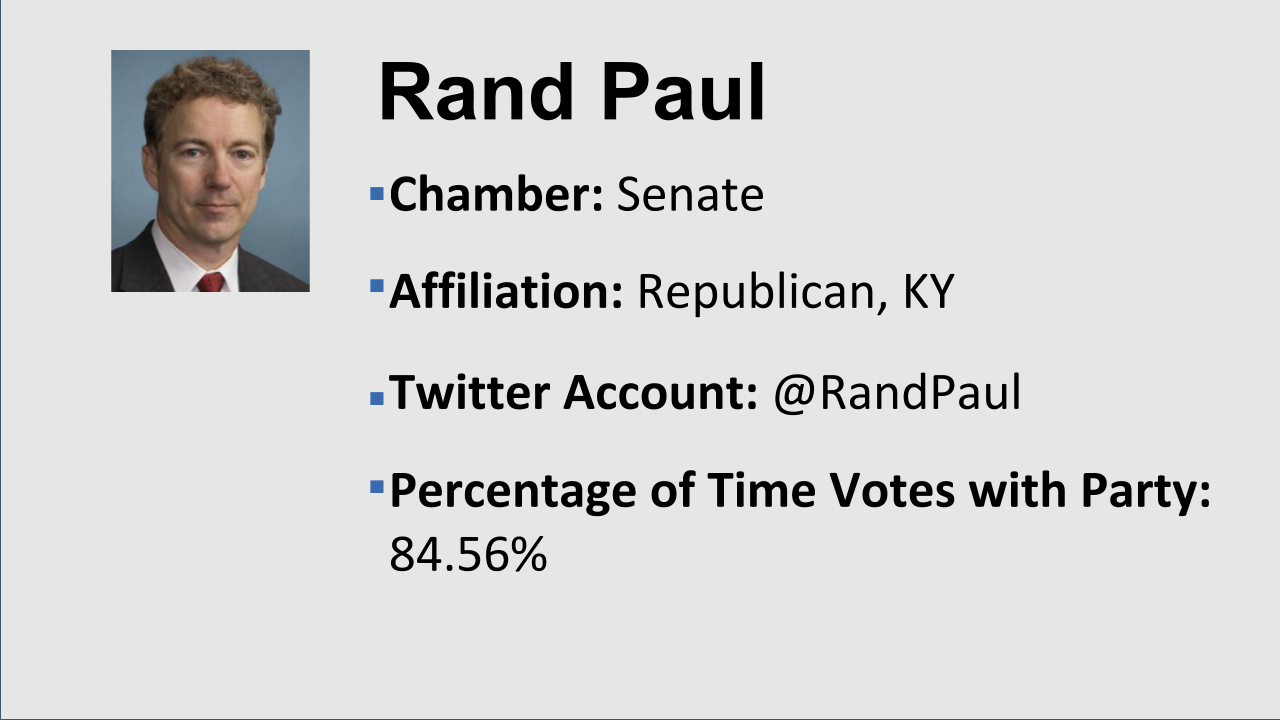 Rand Paul
Chamber: Senate
Affiliation: Republican, KY
Twitter Account: @RandPaul
Percentage of Time Votes with Party:
84.56%